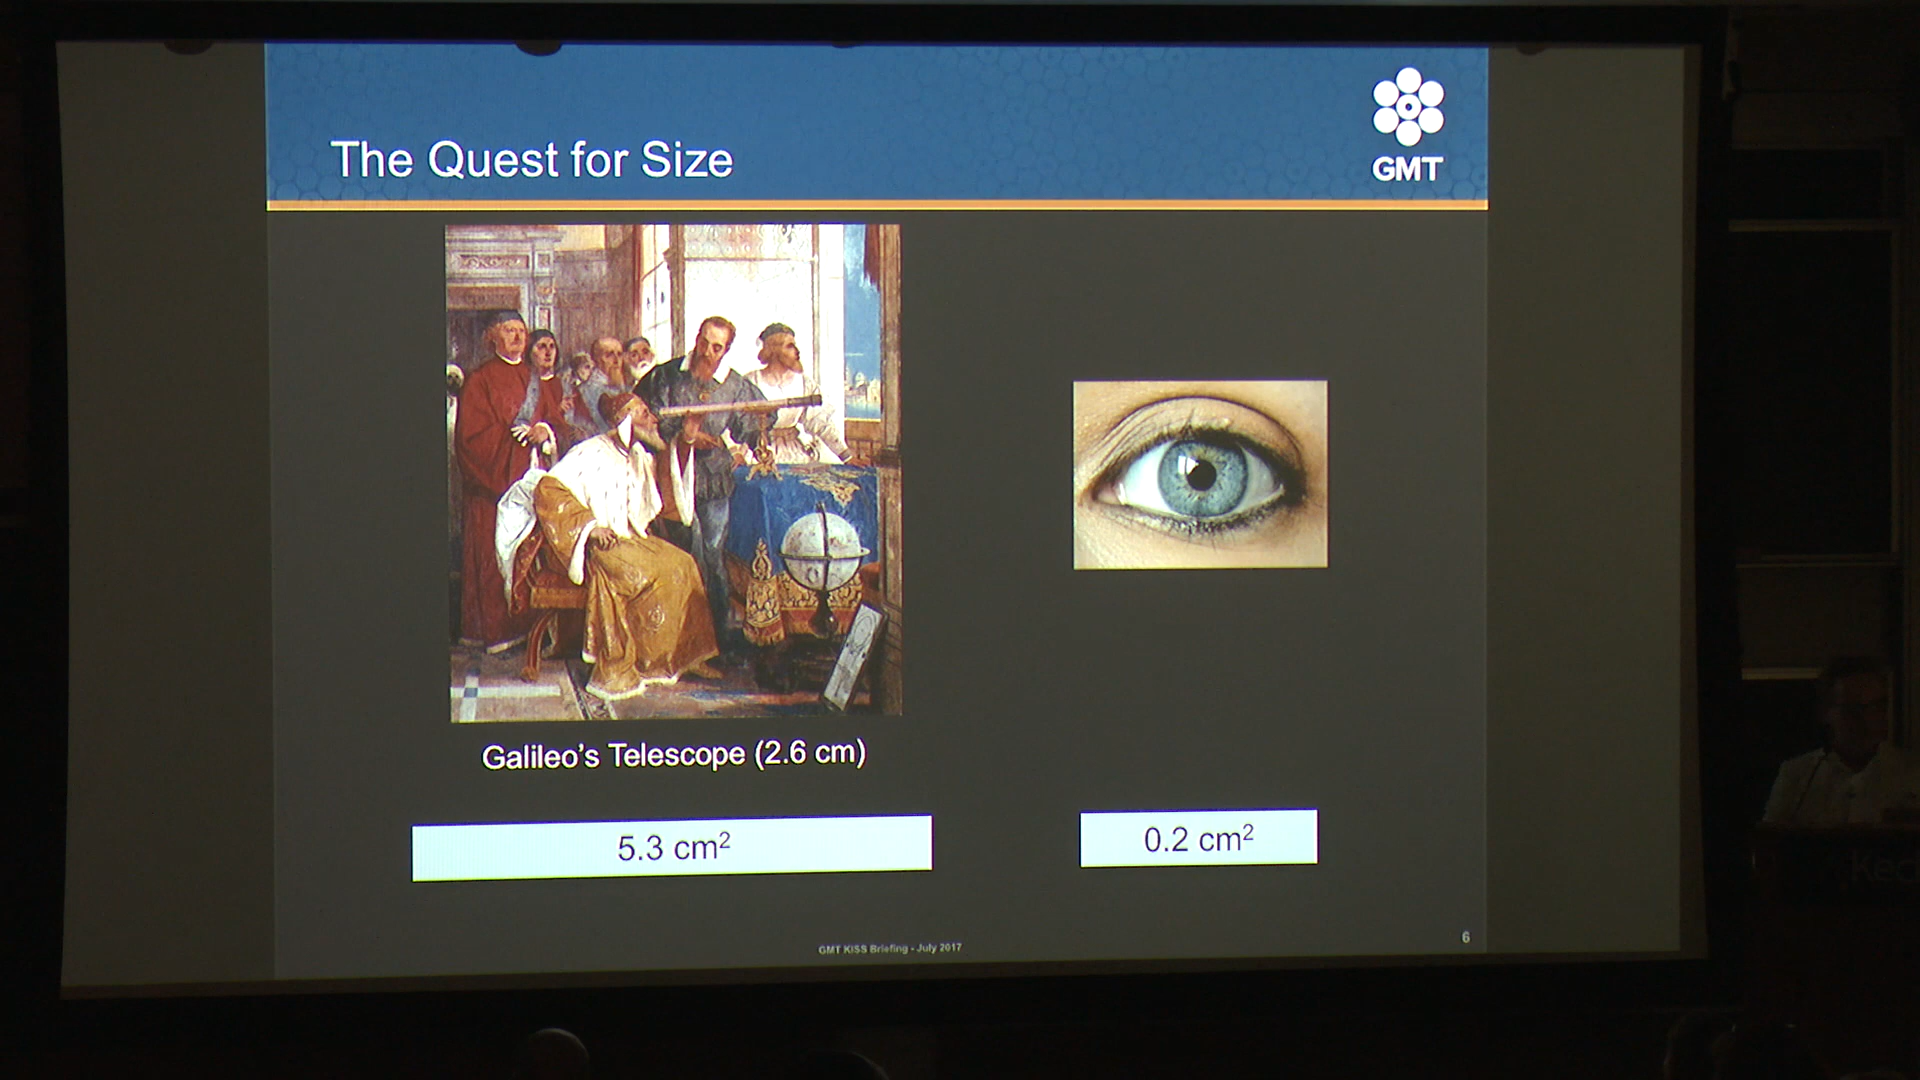 The Quest for Size
GMT
Galileo's Telescope (2.6 cm)
5.3 cm²
0.2 cm²
GMT KISS Briefing - July 2017
6
Kec